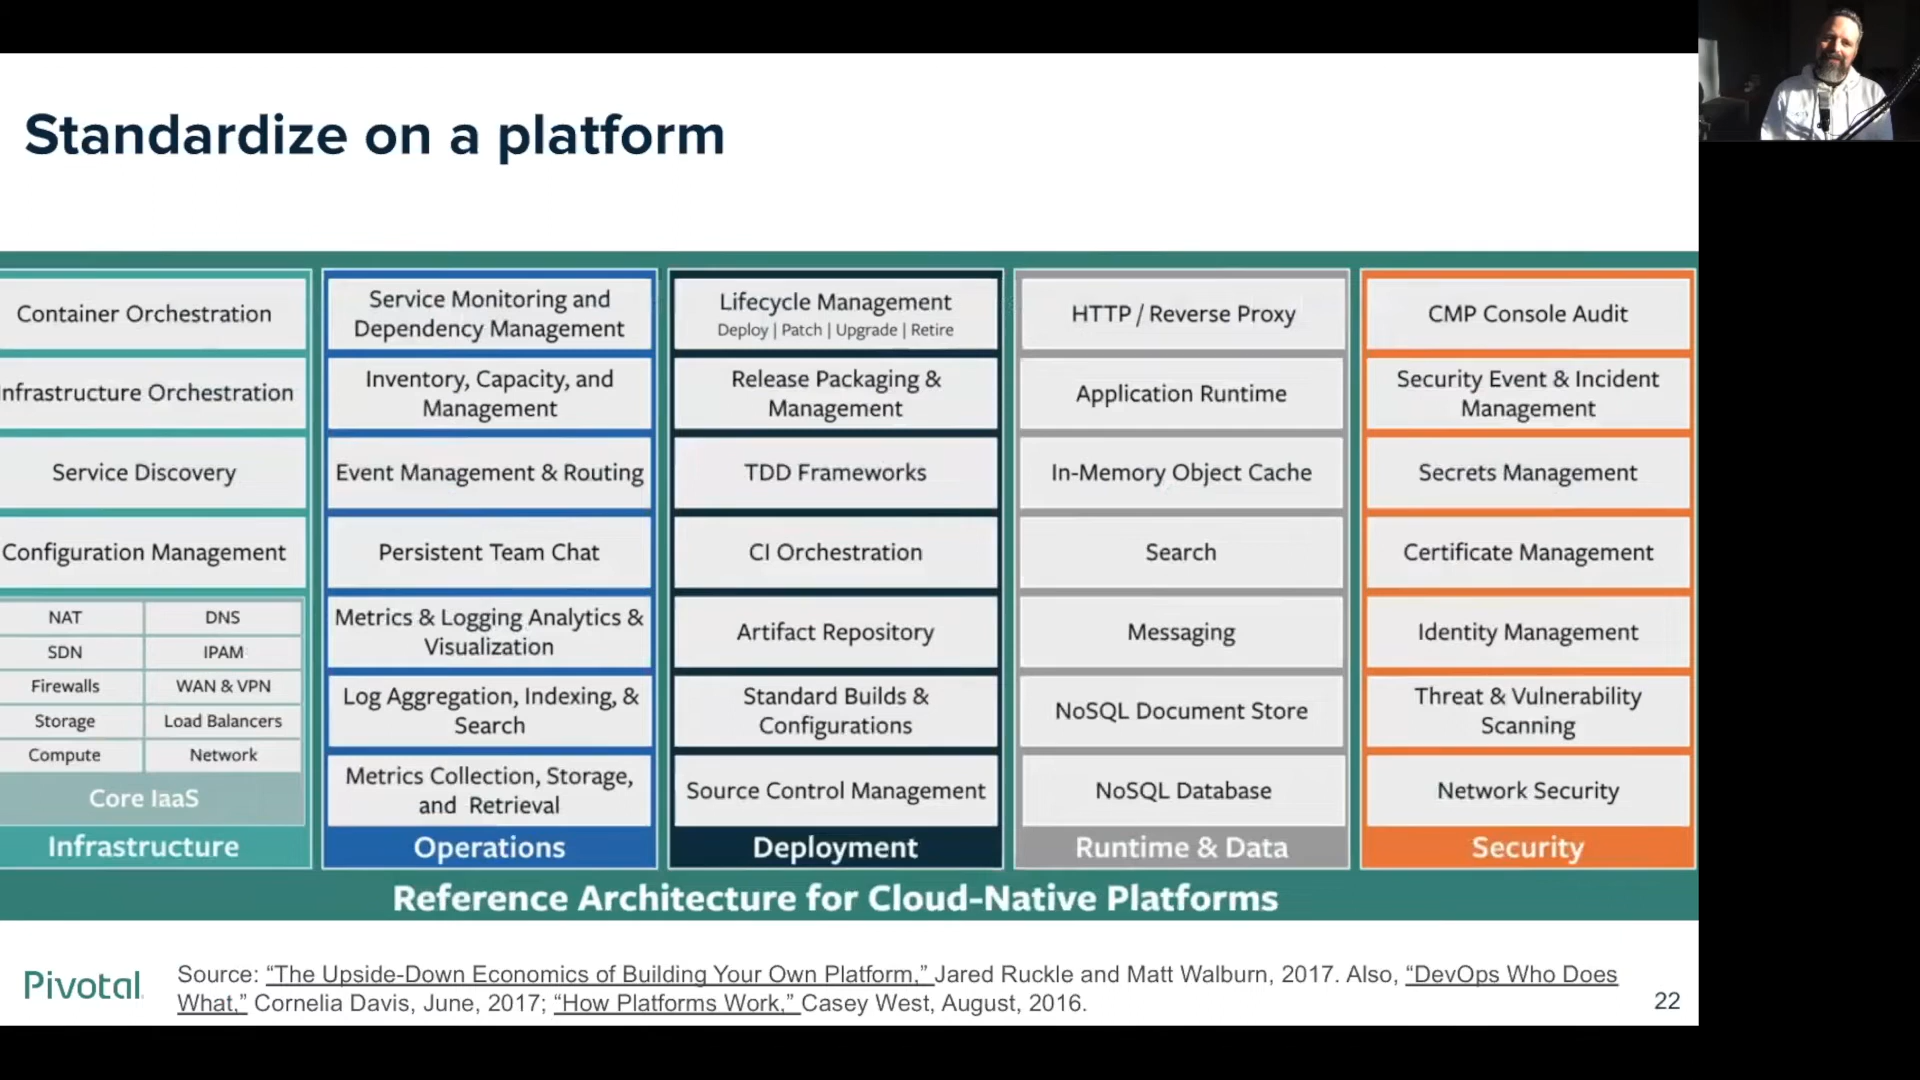 Standardize on a platform
Container Orchestration
nfrastructure Orchestration
Service Discovery
Configuration Management
NAT
DNS
SDN
IPAM
Firewalls
WAN & VPN
Storage
Load Balancers
Compute
Network
Core IaaS
Infrastructure
Service Monitoring and
Dependency Management
Inventory, Capacity, and
Management
Event Management & Routing
Persistent Team Chat
Metrics & Logging Analytics &
Visualization
Log Aggregation, Indexing, &
Search
Metrics Collection, Storage,
and Retrieval
Operations
Lifecycle Management
Deploy | Patch | Upgrade | Retire
Release Packaging &
Management
TDD Frameworks
CI Orchestration
Artifact Repository
Standard Builds &
Configurations
Source Control Management
Deployment
HTTP / Reverse Proxy
Application Runtime
In-Memory Object Cache
Search
Messaging
NoSQL Document Store
NoSQL Database
Runtime & Data
CMP Console Audit
Security Event & Incident
Management
Secrets Management
Certificate Management
Identity Management
Threat & Vulnerability
Scanning
Network Security
Security
Reference Architecture for Cloud-Native Platforms
Pivotal
Source: “The Upside-Down Economics of Building Your Own Platform,” Jared Ruckle and Matt Walburn, 2017. Also, “DevOps Who Does
What,” Cornelia Davis, June, 2017; “How Platforms Work,” Casey West, August, 2016.
22